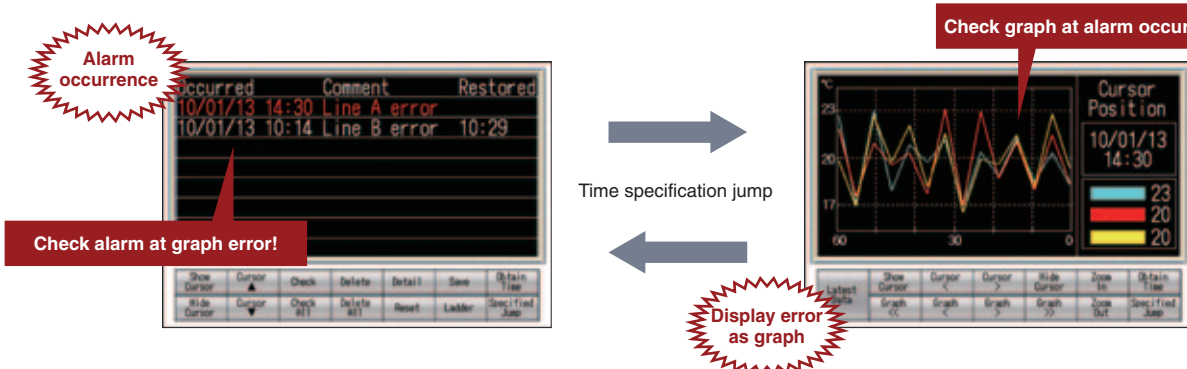 Check graph at alarm occur
Alarm
occurrence
Occurred Comment Restored
10/01/13 14:30 Line A error
10/01/13 10:14 Line B error 10:29
Check alarm at graph error!
Show Cursor
Cursor ▲
Check
Delete
Detail
Save
Obtain Time
Hide Cursor
Cursor ▼
Check All
Delete All
Reset
Ladder
Specified Jump
Time specification jump
°C
23
20
17
60 30 0
Cursor
Position
10/01/13
14:30
23
20
20
Latest Data
Show Cursor
Cursor <
Cursor >
Hide Cursor
Zoom In
Obtain Time
Graph <<
Graph <
Graph >
Graph >>
Zoom Out
Specified Jump
Display error
as graph